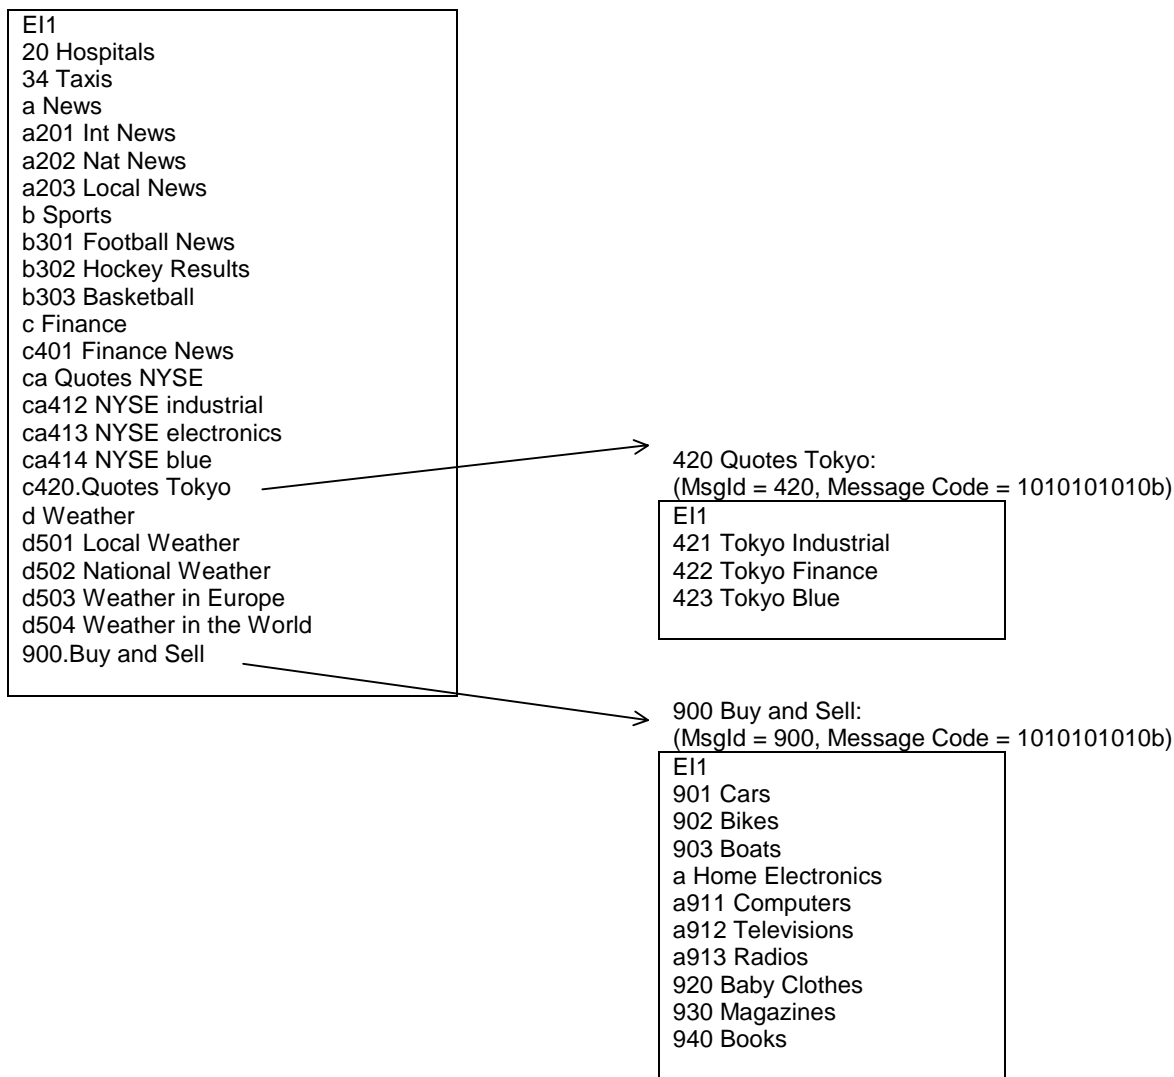 EI1
20 Hospitals
34 Taxis
a News
a201 Int News
a202 Nat News
a203 Local News
b Sports
b301 Football News
b302 Hockey Results
b303 Basketball
c Finance
c401 Finance News
ca Quotes NYSE
ca412 NYSE industrial
ca413 NYSE electronics
ca414 NYSE blue
c420.Quotes Tokyo
d Weather
d501 Local Weather
d502 National Weather
d503 Weather in Europe
d504 Weather in the World
900.Buy and Sell
420 Quotes Tokyo:
(MsgId = 420, Message Code = 1010101010b)
EI1
421 Tokyo Industrial
422 Tokyo Finance
423 Tokyo Blue
900 Buy and Sell:
(MsgId = 900, Message Code = 1010101010b)
EI1
901 Cars
902 Bikes
903 Boats
a Home Electronics
a911 Computers
a912 Televisions
a913 Radios
920 Baby Clothes
930 Magazines
940 Books